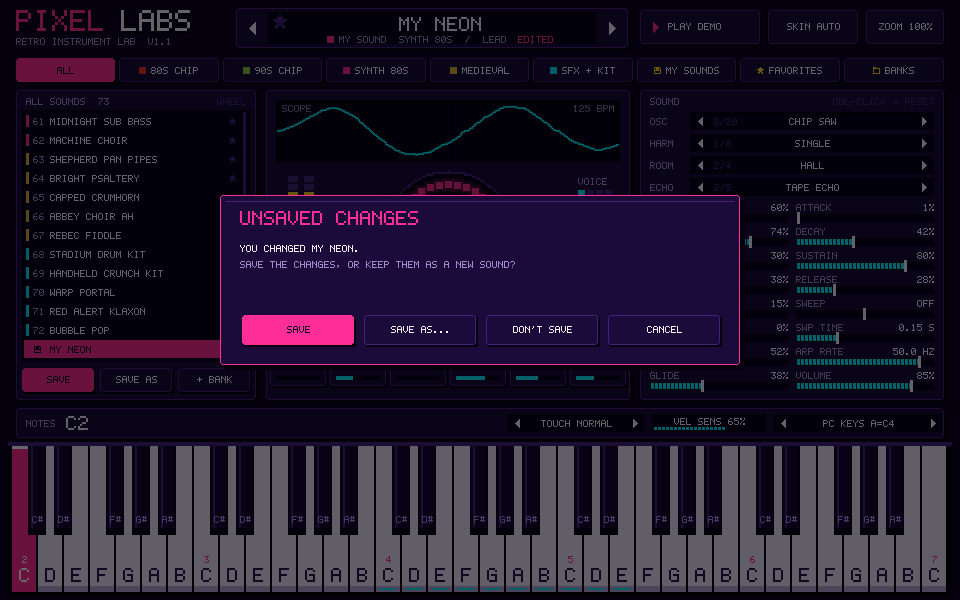 PIXEL LABS
RETRO INSTRUMENT LAB V1.1
MY NEON
MY SOUND SYNTH 80S / LEAD EDITED
PLAY DEMO
SKIN AUTO
ZOOM 100%
ALL
80S CHIP
90S CHIP
SYNTH 80S
MEDIEVAL
SFX + KIT
MY SOUNDS
FAVORITES
BANKS
ALL SOUNDS 73
WHEEL
61 MIDNIGHT SUB BASS
62 MACHINE CHOIR
63 SHEPHERD PAN PIPES
64 BRIGHT PSALTERY
65 CAPPED CRUMHORN
66 ABBEY CHOIR AH
67 REBEC FIDDLE
68 STADIUM DRUM KIT
69 HANDHELD CRUNCH KIT
70 WARP PORTAL
71 RED ALERT KLAXON
72 BUBBLE POP
MY NEON
SAVE
SAVE AS
+ BANK
SCOPE
125 BPM
VOICE
SOUND
DBL-CLICK = RESET
OSC 9/20 CHIP SAW
HARM 1/8 SINGLE
ROOM 2/4 HALL
ECHO 2/5 TAPE ECHO
60% ATTACK 1%
74% DECAY 42%
30% SUSTAIN 80%
38% RELEASE 28%
15% SWEEP OFF
0% SWP TIME 0.15 S
52% ARP RATE 50.0 HZ
GLIDE 38% VOLUME 85%
UNSAVED CHANGES
YOU CHANGED MY NEON.
SAVE THE CHANGES, OR KEEP THEM AS A NEW SOUND?
SAVE
SAVE AS...
DON'T SAVE
CANCEL
NOTES C2
TOUCH NORMAL
VEL SENS 65%
PC KEYS A=C4
C# D# F# G# A# C# D# F# G# A# C# D# F# G# A# C# D# F# G# A# C# D# F# G# A#
2 3 4 5 6 7
C D E F G A B C D E F G A B C D E F G A B C D E F G A B C D E F G A B C